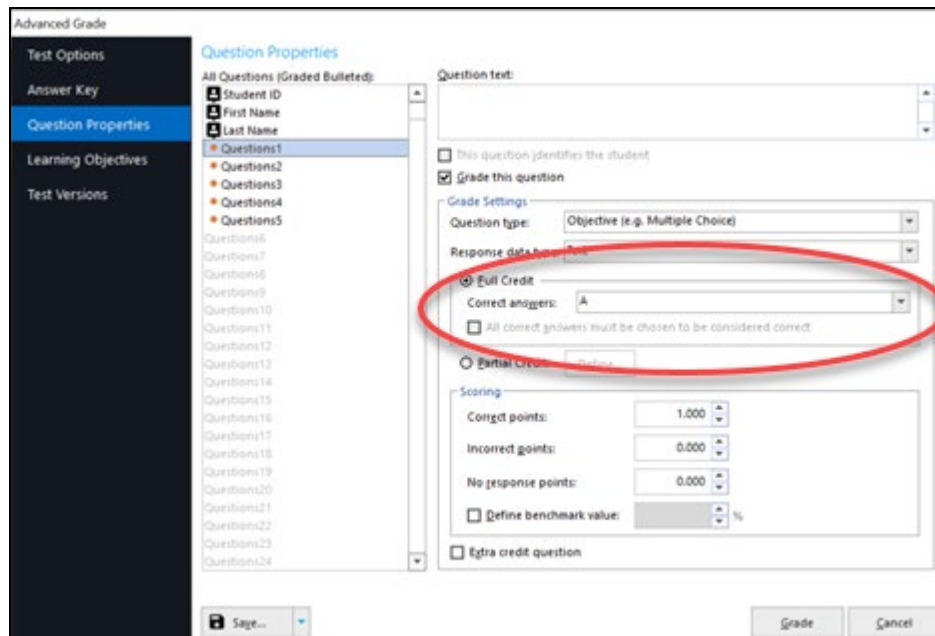 Advanced Grade
Test Options
Answer Key
Question Properties
Learning Objectives
Test Versions
Question Properties
All Questions (Graded Bulleted):
Student ID
First Name
Last Name
Questions1
Questions2
Questions3
Questions4
Questions5
Questions6
Questions7
Questions8
Questions9
Questions10
Questions11
Questions12
Questions13
Questions14
Questions15
Questions16
Questions17
Questions18
Questions19
Questions20
Questions21
Questions22
Questions23
Questions24
Question text:
This question identifies the student
Grade this question
Grade Settings
Question type: Objective (e.g. Multiple Choice)
Response data type: Text
Full Credit
Correct answers: A
All correct answers must be chosen to be considered correct
Partial Credit Define...
Scoring
Correct points: 1.000
Incorrect points: 0.000
No response points: 0.000
Define benchmark value: %
Extra credit question
Save... Grade Cancel